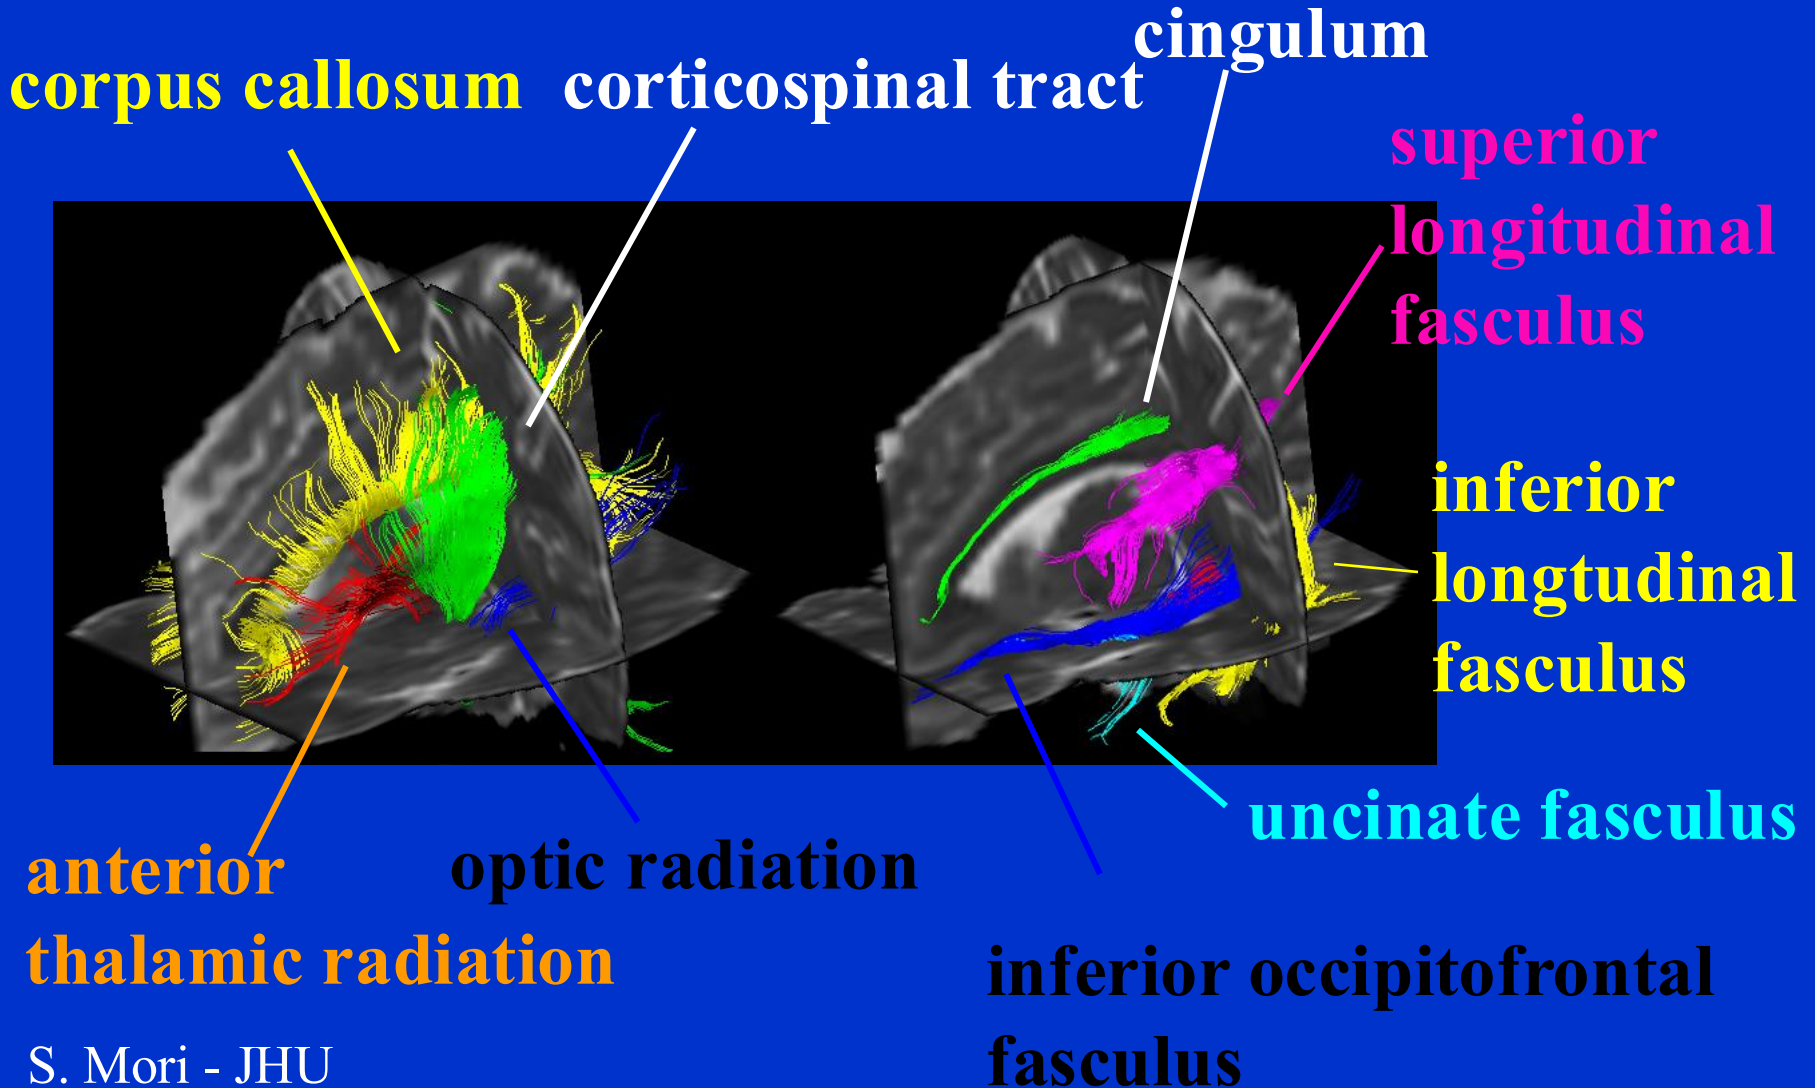 corpus callosum
corticospinal tract
cingulum
superior
longitudinal
fasculus
inferior
longtudinal
fasculus
uncinate fasculus
anterior
thalamic radiation
optic radiation
inferior occipitofrontal
fasculus
S. Mori - JHU